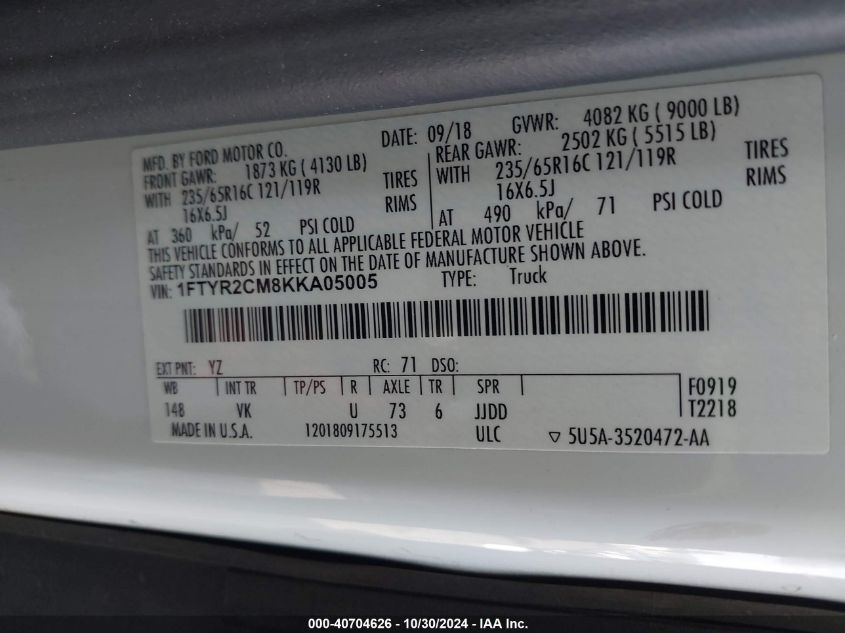 MFD. BY FORD MOTOR CO.
DATE: 09/18 GVWR: 4082 KG ( 9000 LB)
FRONT GAWR: 1873 KG ( 4130 LB)
REAR GAWR: 2502 KG ( 5515 LB)
WITH 235/65R16C 121/119R TIRES
WITH 235/65R16C 121/119R TIRES
16X6.5J RIMS
16X6.5J RIMS
AT 360 kPa/ 52 PSI COLD
AT 490 kPa/ 71 PSI COLD
THIS VEHICLE CONFORMS TO ALL APPLICABLE FEDERAL MOTOR VEHICLE
SAFETY STANDARDS IN EFFECT ON THE DATE OF MANUFACTURE SHOWN ABOVE.
VIN: 1FTYR2CM8KKA05005 TYPE: Truck
EXT PNT: YZ RC: 71 DSO:
WB INT TR TP/PS R AXLE TR SPR F0919
148 VK U 73 6 JJDD T2218
MADE IN U.S.A. 1201809175513 ULC ▽ 5U5A-3520472-AA
000-40704626 - 10/30/2024 - IAA Inc.